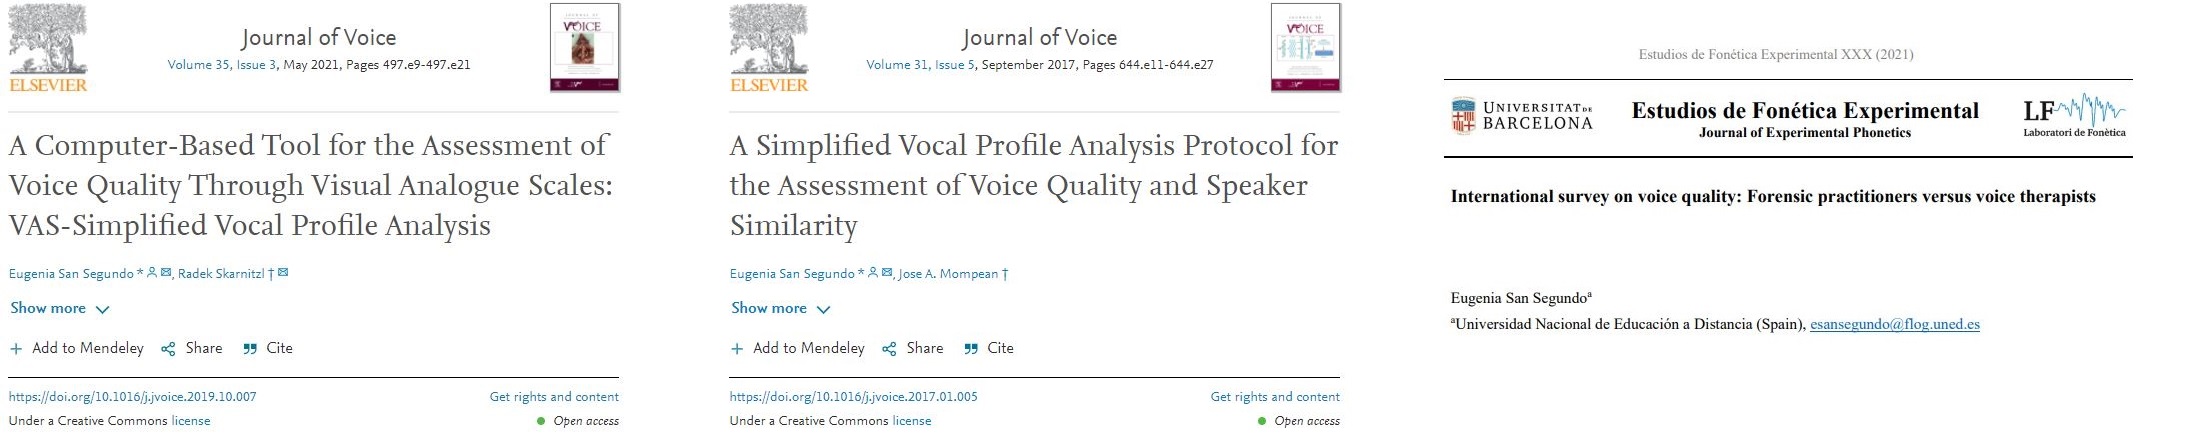 ELSEVIER
Journal of Voice
Volume 35, Issue 3, May 2021, Pages 497.e9-497.e21
VOICE
A Computer-Based Tool for the Assessment of
Voice Quality Through Visual Analogue Scales:
VAS-Simplified Vocal Profile Analysis
Eugenia San Segundo * , Radek Skarnitzl †
Show more
+ Add to Mendeley Share Cite
https://doi.org/10.1016/j.jvoice.2019.10.007 Get rights and content
Under a Creative Commons license Open access
ELSEVIER
Journal of Voice
Volume 31, Issue 5, September 2017, Pages 644.e11-644.e27
VOICE
A Simplified Vocal Profile Analysis Protocol for
the Assessment of Voice Quality and Speaker
Similarity
Eugenia San Segundo * , Jose A. Mompean †
Show more
+ Add to Mendeley Share Cite
https://doi.org/10.1016/j.jvoice.2017.01.005 Get rights and content
Under a Creative Commons license Open access
Estudios de Fonética Experimental XXX (2021)
UNIVERSITAT DE
BARCELONA
Estudios de Fonética Experimental
Journal of Experimental Phonetics
LF
Laboratori de Fonètica
International survey on voice quality: Forensic practitioners versus voice therapists
Eugenia San Segundoª
ªUniversidad Nacional de Educación a Distancia (Spain), esansegundo@flog.uned.es